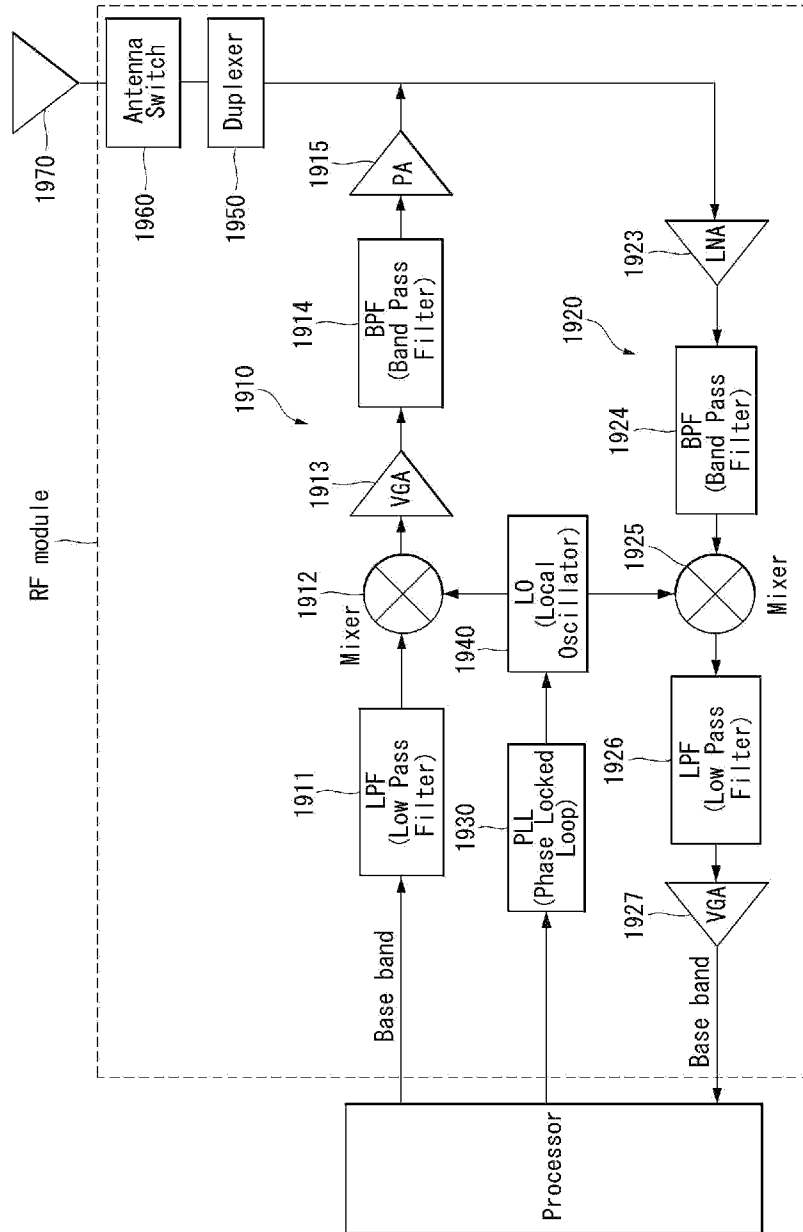 RF module
1970
Antenna
Switch
1960
Duplexer
1950
1910
1915
PA
1914
BPF
(Band Pass
Filter)
1913
VGA
1912
Mixer
1911
LPF
(Low Pass
Filter)
Base band
Processor
1930
PLL
(Phase Locked
Loop)
1940
LO
(Local
Oscillator)
1920
1923
LNA
1924
BPF
(Band Pass
Filter)
1925
Mixer
1926
LPF
(Low Pass
Filter)
1927
VGA
Base band